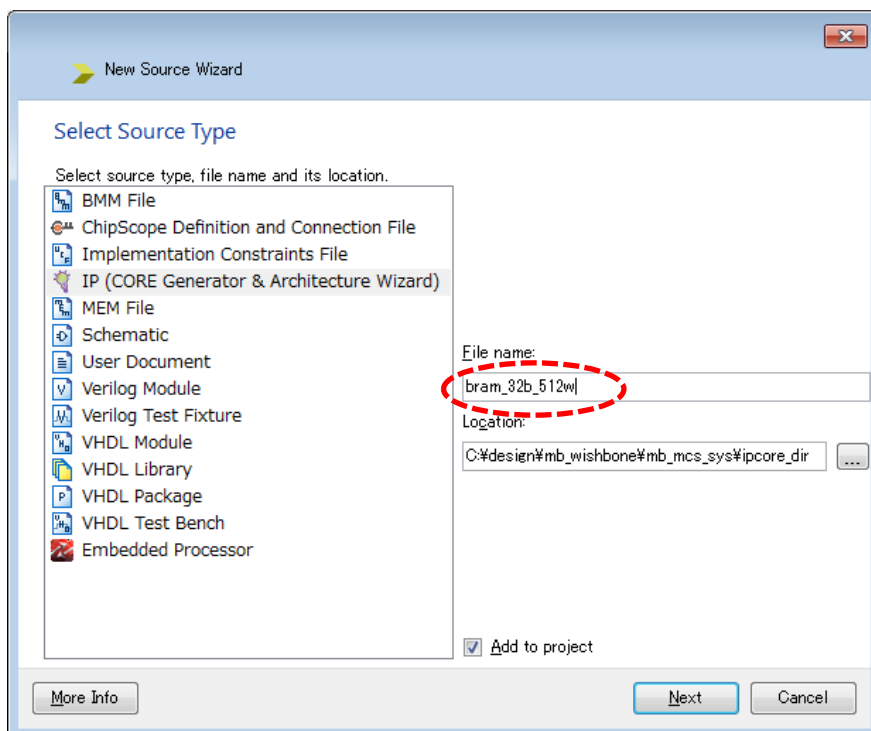 New Source Wizard
Select Source Type
Select source type, file name and its location.
BMM File
ChipScope Definition and Connection File
Implementation Constraints File
IP (CORE Generator & Architecture Wizard)
MEM File
Schematic
User Document
Verilog Module
Verilog Test Fixture
VHDL Module
VHDL Library
VHDL Package
VHDL Test Bench
Embedded Processor
File name:
bram_32b_512w
Location:
C:¥design¥mb_wishbone¥mb_mcs_sys¥ipcore_dir
...
Add to project
More Info
Next
Cancel